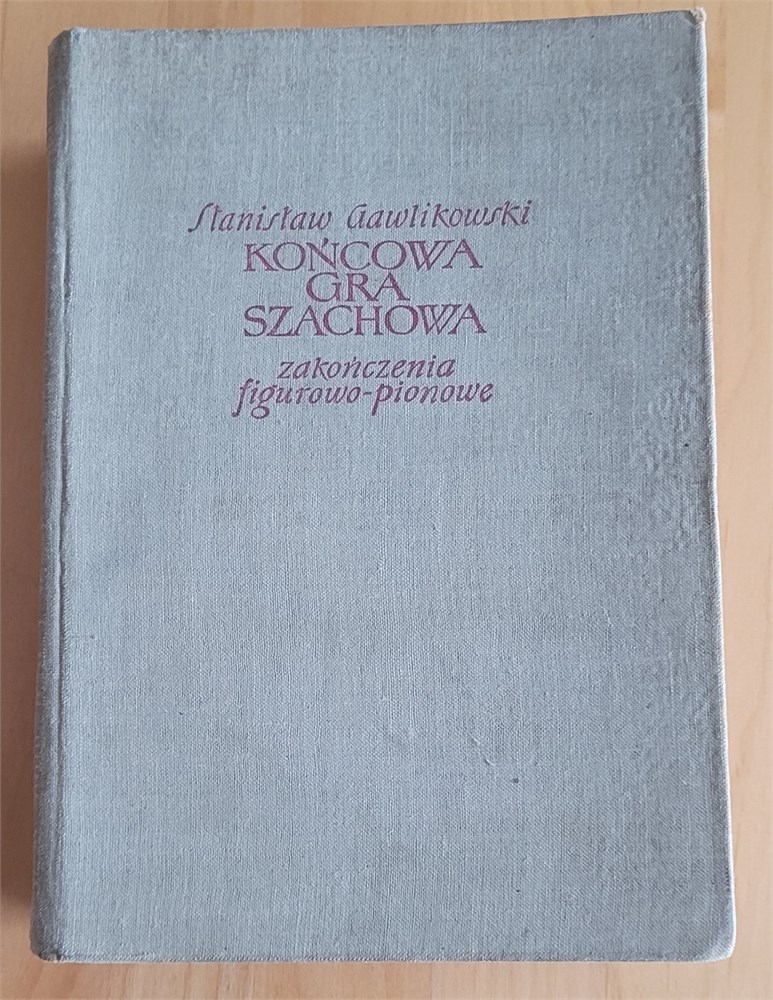 Stanisław Gawlikowski
KOŃCOWA
GRA
SZACHOWA
zakończenia
figurowo-pionowe